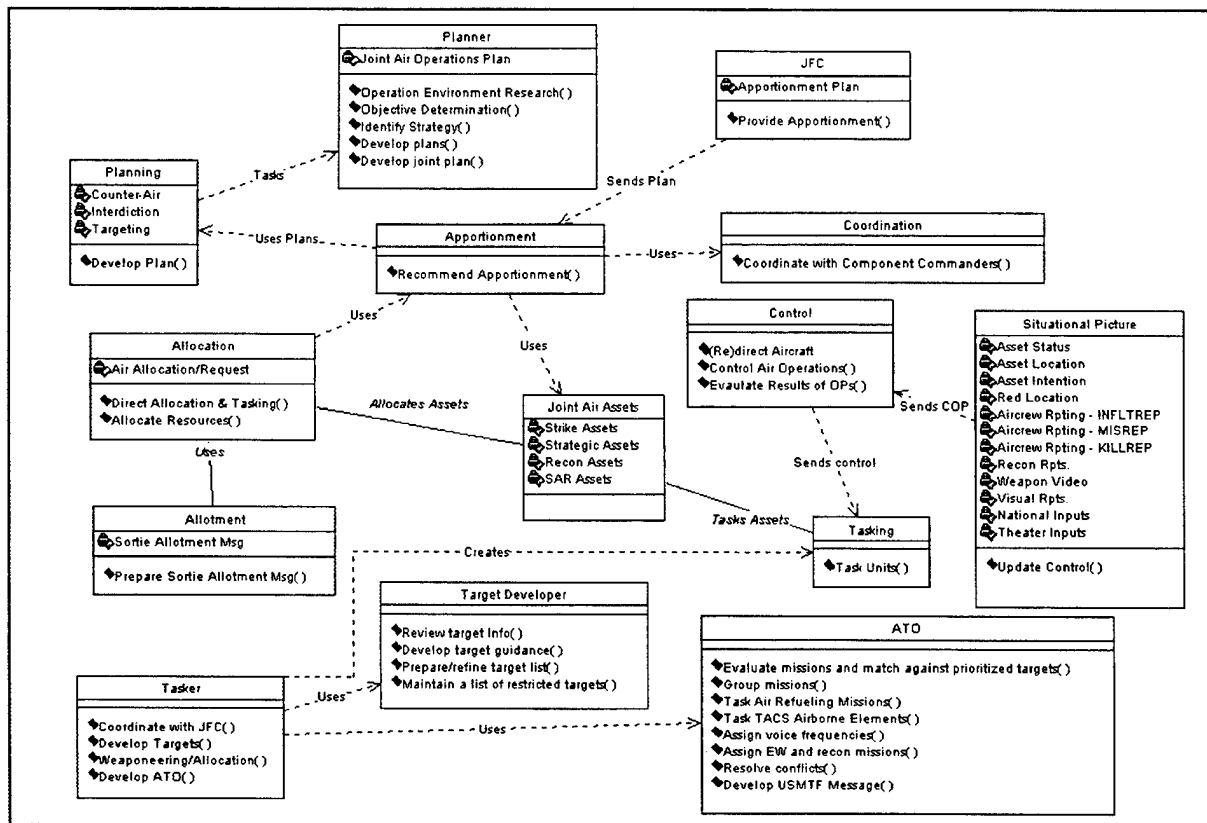 Planner
Joint Air Operations Plan
Operation Environment Research()
Objective Determination()
Identify Strategy()
Develop plans()
Develop joint plan()
JFC
Apportionment Plan
Provide Apportionment()
Tasks
Sends Plan
Planning
Counter-Air
Interdiction
Targeting
Develop Plan()
Uses Plans
Apportionment
Recommend Apportionment()
Uses
Coordination
Coordinate with Component Commanders()
Uses
Uses
Allocation
Air Allocation/Request
Direct Allocation & Tasking()
Allocate Resources()
Allocates Assets
Joint Air Assets
Strike Assets
Strategic Assets
Recon Assets
SAR Assets
Control
(Re)direct Aircraft
Control Air Operations()
Evaulate Results of OPs()
Sends COP
Situational Picture
Asset Status
Asset Location
Asset Intention
Red Location
Aircrew Rpting - INFLTREP
Aircrew Rpting - MISREP
Aircrew Rpting - KILLREP
Recon Rpts.
Weapon Video
Visual Rpts.
National Inputs
Theater Inputs
Update Control()
Uses
Sends control
Allotment
Sortie Allotment Msg
Prepare Sortie Allotment Msg()
Tasks Assets
Tasking
Task Units()
Creates
Target Developer
Review target Info()
Develop target guidance()
Prepare/refine target list()
Maintain a list of restricted targets()
Tasker
Coordinate with JFC()
Develop Targets()
Weaponeering/Allocation()
Develop ATO()
Uses
Uses
ATO
Evaluate missions and match against prioritized targets()
Group missions()
Task Air Refueling Missions()
Task TACS Airborne Elements()
Assign voice frequencies()
Assign EW and recon missions()
Resolve conflicts()
Develop USMTF Message()